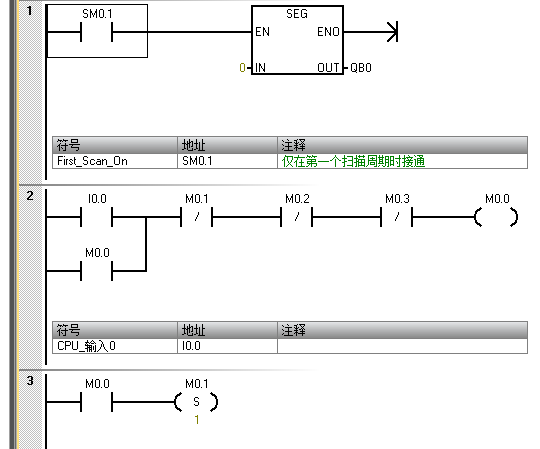 1
SM0.1
SEG
EN ENO
0 IN OUT QB0
符号 地址 注释
First_Scan_On SM0.1 仅在第一个扫描周期时接通
2
I0.0 M0.1 M0.2 M0.3 M0.0
/ / /
M0.0
符号 地址 注释
CPU_输入0 I0.0
3
M0.0 M0.1
S
1